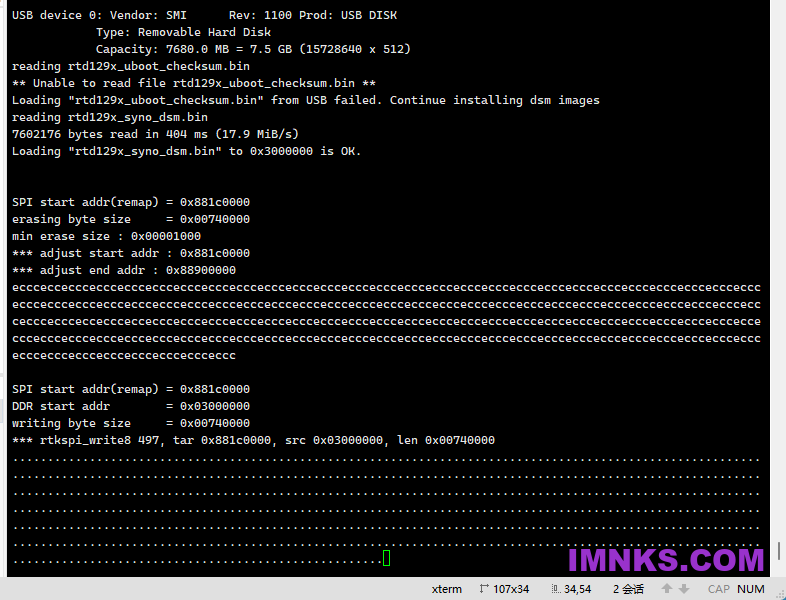 USB device 0: Vendor: SMI      Rev: 1100 Prod: USB DISK
            Type: Removable Hard Disk
            Capacity: 7680.0 MB = 7.5 GB (15728640 x 512)
reading rtd129x_uboot_checksum.bin
** Unable to read file rtd129x_uboot_checksum.bin **
Loading "rtd129x_uboot_checksum.bin" from USB failed. Continue installing dsm images
reading rtd129x_syno_dsm.bin
7602176 bytes read in 404 ms (17.9 MiB/s)
Loading "rtd129x_syno_dsm.bin" to 0x3000000 is OK.
SPI start addr(remap) = 0x881c0000
erasing byte size     = 0x00740000
min erase size : 0x00001000
*** adjust start addr : 0x881c0000
*** adjust end addr : 0x88900000
SPI start addr(remap) = 0x881c0000
DDR start addr        = 0x03000000
writing byte size     = 0x00740000
*** rtkspi_write8 497, tar 0x881c0000, src 0x03000000, len 0x00740000
IMNKS.COM
xterm 107x34 34,54 2 会话 CAP NUM